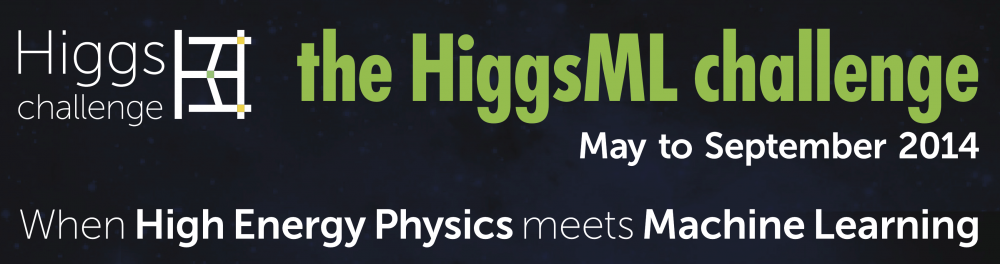 Higgs
challenge
the HiggsML challenge
May to September 2014
When High Energy Physics meets Machine Learning